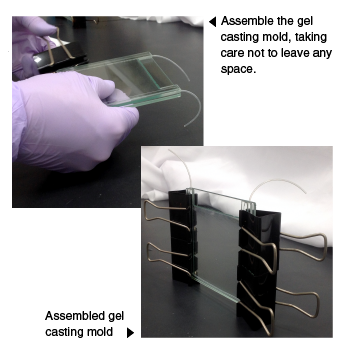 Assemble the gel
casting mold, taking
care not to leave any
space.
Assembled gel
casting mold